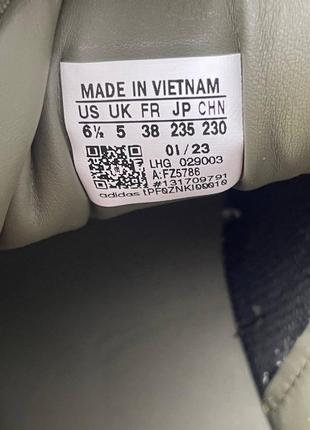 MADE IN VIETNAM
US UK FR JP CHN
6½ 5 38 235 230
01/23
LHG 029003
A:FZ5786
#131709791
adidas IPF0ZNKI00010